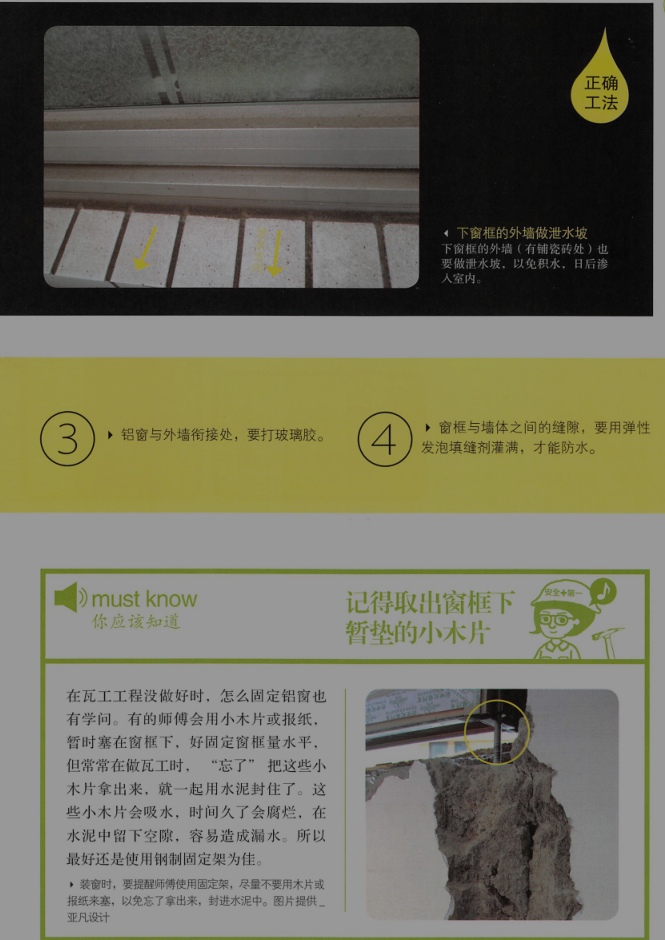 正确
工法
下窗框的外墙做泄水坡
下窗框的外墙（有铺瓷砖处）也
要做泄水坡，以免积水，日后渗
入室内。
3 铝窗与外墙衔接处，要打玻璃胶。
4 窗框与墙体之间的缝隙，要用弹性
发泡填缝剂灌满，才能防水。
must know
你应该知道
记得取出窗框下
暂垫的小木片
安全第一
在瓦工工程没做好时，怎么固定铝窗也
有学问。有的师傅会用小木片或报纸，
暂时塞在窗框下，好固定窗框量水平，
但常常在做瓦工时，“忘了”把这些小
木片拿出来，就一起用水泥封住了。这
些小木片会吸水，时间久了会腐烂，在
水泥中留下空隙，容易造成漏水。所以
最好还是使用钢制固定架为佳。
装窗时，要提醒师傅使用固定架，尽量不要用木片或
报纸来塞，以免忘了拿出来，封进水泥中。图片提供_
亚凡设计